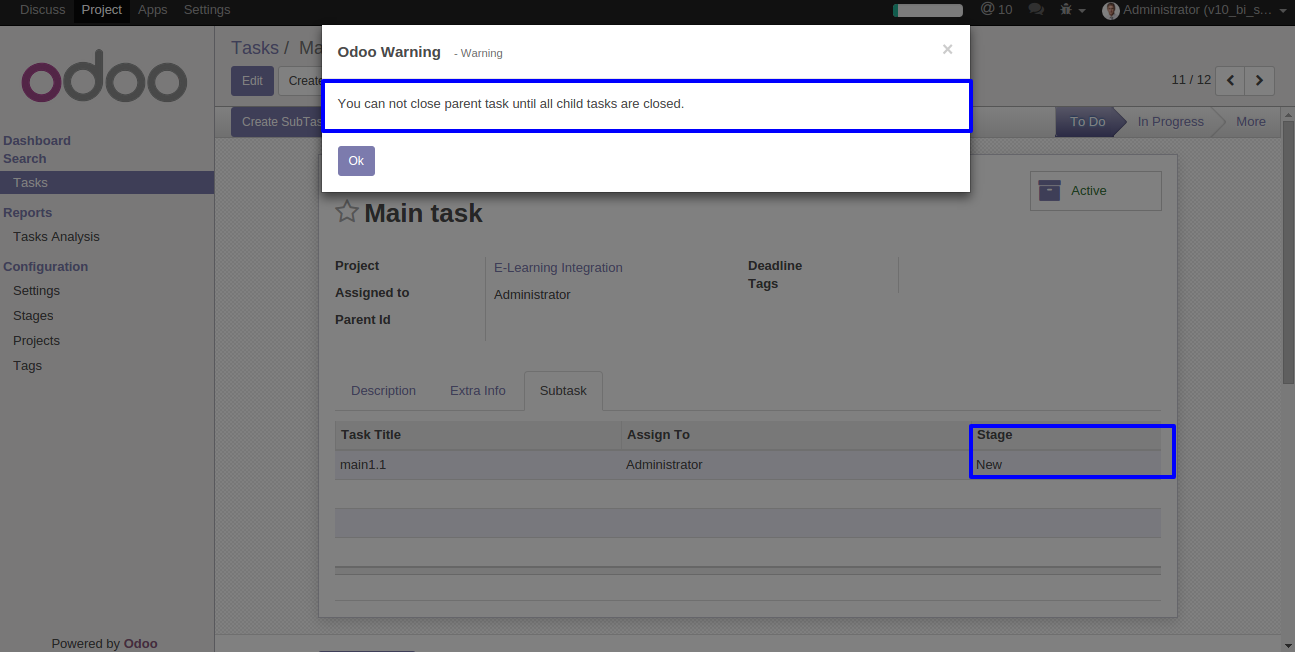 Discuss Project Apps Settings @ 10 Administrator (v10_bi_s...
odoo
Dashboard
Search
Tasks
Reports
Tasks Analysis
Configuration
Settings
Stages
Projects
Tags
Powered by Odoo
Tasks / Ma
Edit Create
11 / 12
Create SubTas
To Do In Progress More
Odoo Warning - Warning ×
You can not close parent task until all child tasks are closed.
Ok
Active
Main task
Project E-Learning Integration
Assigned to Administrator
Parent Id
Deadline
Tags
Description Extra Info Subtask
Task Title Assign To Stage
main1.1 Administrator New